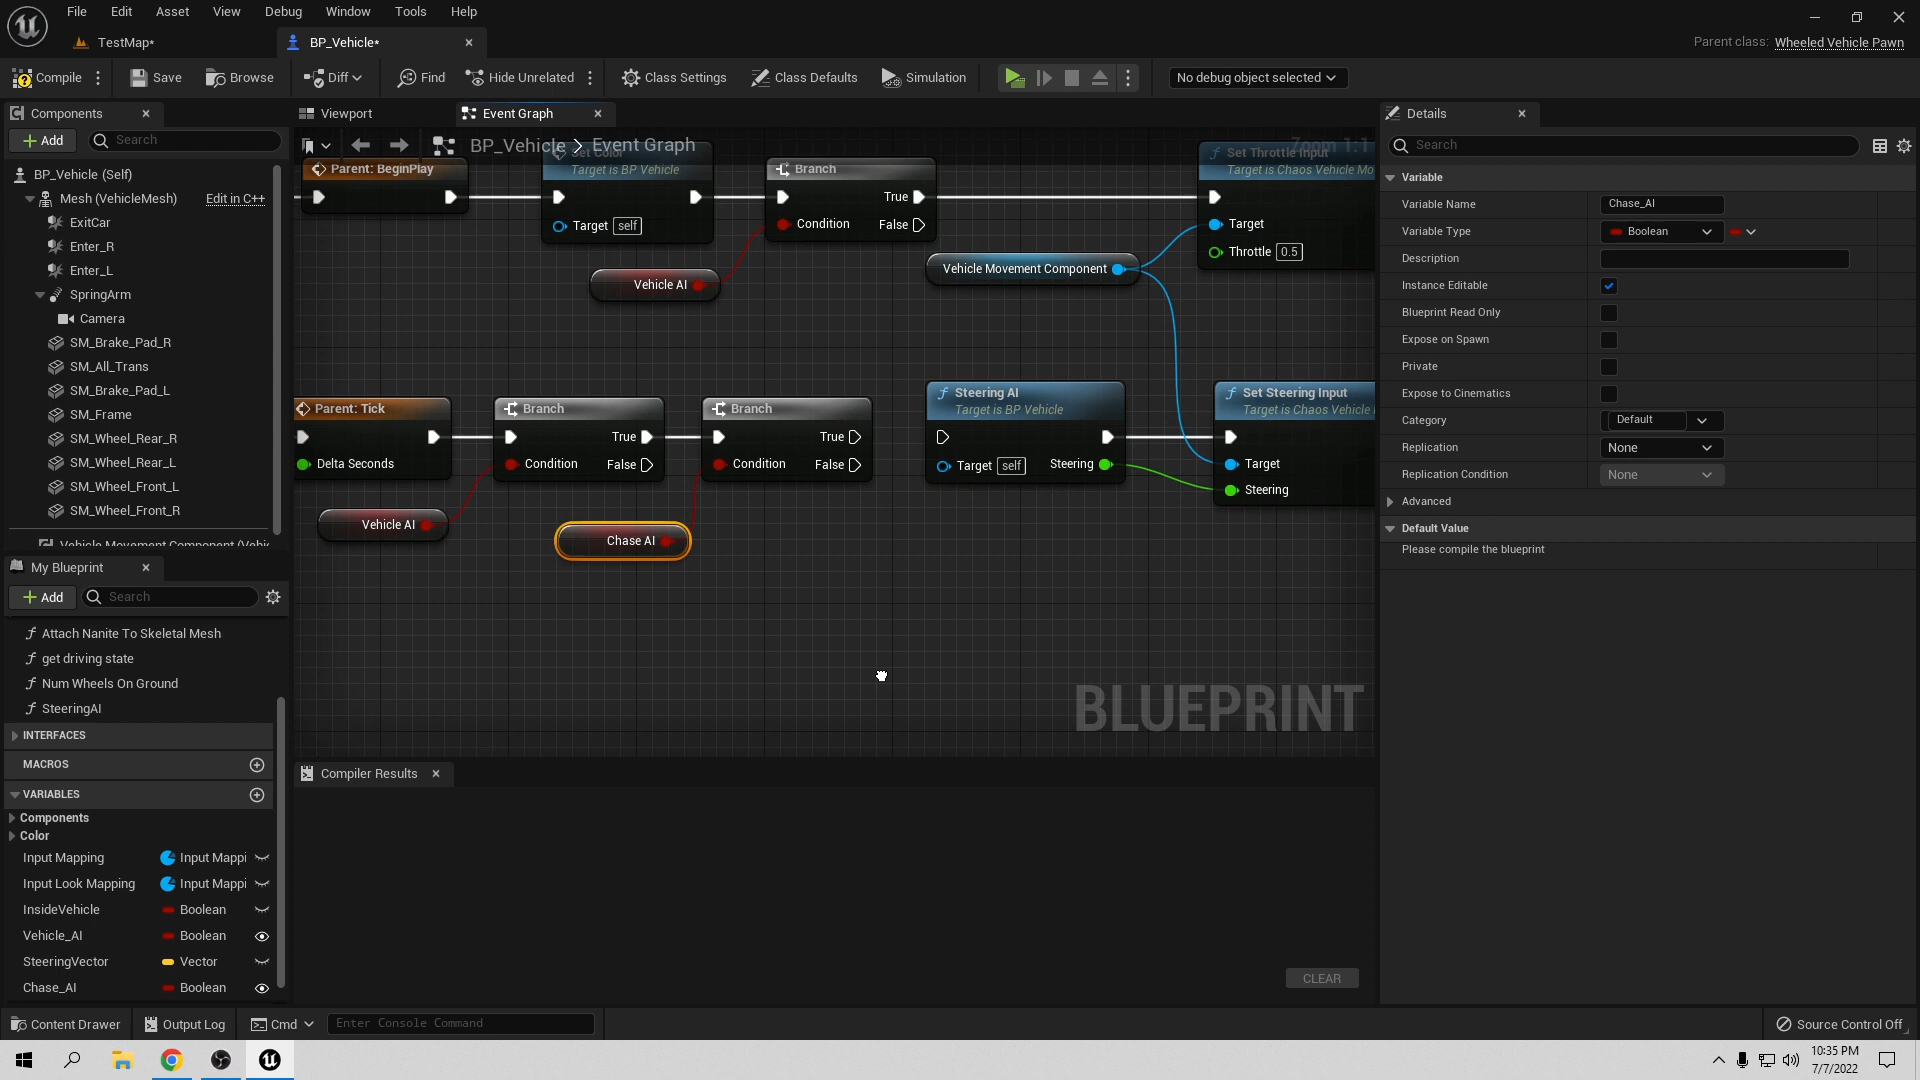 File Edit Asset View Debug Window Tools Help
TestMap*
BP_Vehicle*
Parent class: Wheeled Vehicle Pawn
Compile
Save
Browse
Diff
Find
Hide Unrelated
Class Settings
Class Defaults
Simulation
No debug object selected
Components
Add
Search
BP_Vehicle (Self)
Mesh (VehicleMesh) Edit in C++
ExitCar
Enter_R
Enter_L
SpringArm
Camera
SM_Brake_Pad_R
SM_All_Trans
SM_Brake_Pad_L
SM_Frame
SM_Wheel_Rear_R
SM_Wheel_Rear_L
SM_Wheel_Front_L
SM_Wheel_Front_R
Vehicle Movement Component (Vehic
My Blueprint
Add
Search
Attach Nanite To Skeletal Mesh
get driving state
Num Wheels On Ground
SteeringAI
INTERFACES
MACROS
VARIABLES
Components
Color
Input Mapping Input Mappi
Input Look Mapping Input Mappi
InsideVehicle Boolean
Vehicle_AI Boolean
SteeringVector Vector
Chase_AI Boolean
Viewport
Event Graph
BP_Vehicle > Event Graph
Zoom 1:1
Parent: BeginPlay
Set Color
Target is BP Vehicle
Target self
Branch
True
Condition False
Vehicle AI
Vehicle Movement Component
Set Throttle Input
Target is Chaos Vehicle Mo
Target
Throttle 0.5
Parent: Tick
Delta Seconds
Branch
True
Condition False
Branch
True
Condition False
Vehicle AI
Chase AI
Steering AI
Target is BP Vehicle
Target self Steering
Set Steering Input
Target is Chaos Vehicle
Target
Steering
BLUEPRINT
Compiler Results
CLEAR
Details
Search
Variable
Variable Name Chase_AI
Variable Type Boolean
Description
Instance Editable
Blueprint Read Only
Expose on Spawn
Private
Expose to Cinematics
Category Default
Replication None
Replication Condition None
Advanced
Default Value
Please compile the blueprint
Content Drawer
Output Log
Cmd
Enter Console Command
Source Control Off
10:35 PM
7/7/2022